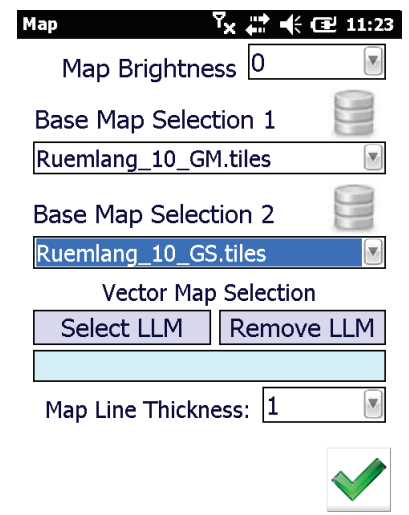 Map 11:23
Map Brightness 0
Base Map Selection 1
Ruemlang_10_GM.tiles
Base Map Selection 2
Ruemlang_10_GS.tiles
Vector Map Selection
Select LLM Remove LLM
Map Line Thickness: 1